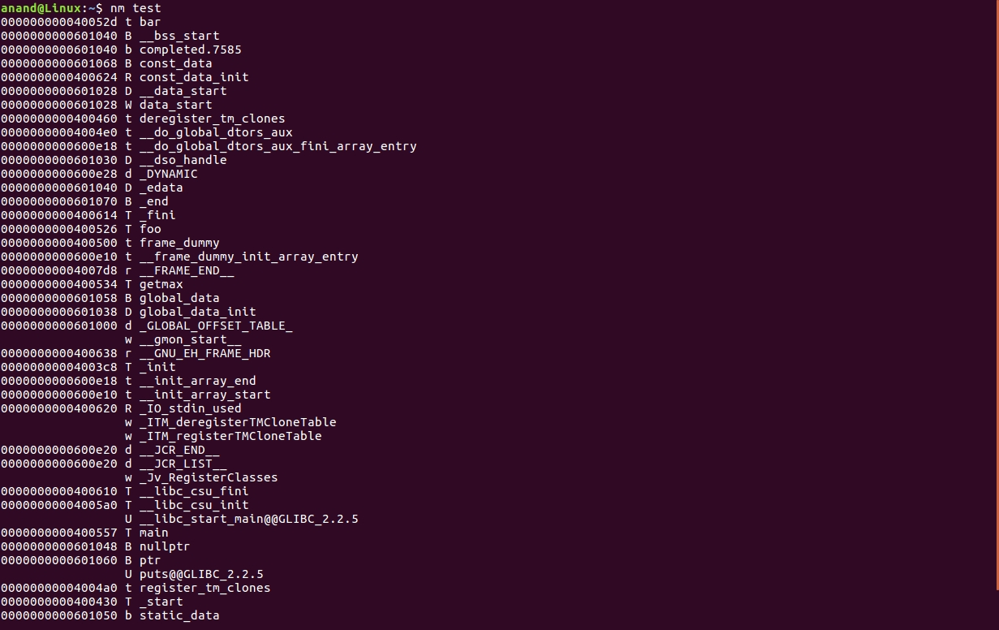 anand@Linux:~$ nm test
000000000040052d t bar
0000000000601040 B __bss_start
0000000000601040 b completed.7585
0000000000601068 B const_data
0000000000400624 R const_data_init
0000000000601028 D __data_start
0000000000601028 W data_start
0000000000400460 t deregister_tm_clones
00000000004004e0 t __do_global_dtors_aux
0000000000600e18 t __do_global_dtors_aux_fini_array_entry
0000000000601030 D __dso_handle
0000000000600e28 d _DYNAMIC
0000000000601040 D _edata
0000000000601070 B _end
0000000000400614 T _fini
0000000000400526 T foo
0000000000400500 t frame_dummy
0000000000600e10 t __frame_dummy_init_array_entry
00000000004007d8 r __FRAME_END__
0000000000400534 T getmax
0000000000601058 B global_data
0000000000601038 D global_data_init
0000000000601000 d _GLOBAL_OFFSET_TABLE_
                 w __gmon_start__
0000000000400638 r __GNU_EH_FRAME_HDR
00000000004003c8 T _init
0000000000600e18 t __init_array_end
0000000000600e10 t __init_array_start
0000000000400620 R _IO_stdin_used
                 w _ITM_deregisterTMCloneTable
                 w _ITM_registerTMCloneTable
0000000000600e20 d __JCR_END__
0000000000600e20 d __JCR_LIST__
                 w _Jv_RegisterClasses
0000000000400610 T __libc_csu_fini
00000000004005a0 T __libc_csu_init
                 U __libc_start_main@@GLIBC_2.2.5
0000000000400557 T main
0000000000601048 B nullptr
0000000000601060 B ptr
                 U puts@@GLIBC_2.2.5
00000000004004a0 t register_tm_clones
0000000000400430 T _start
0000000000601050 b static_data